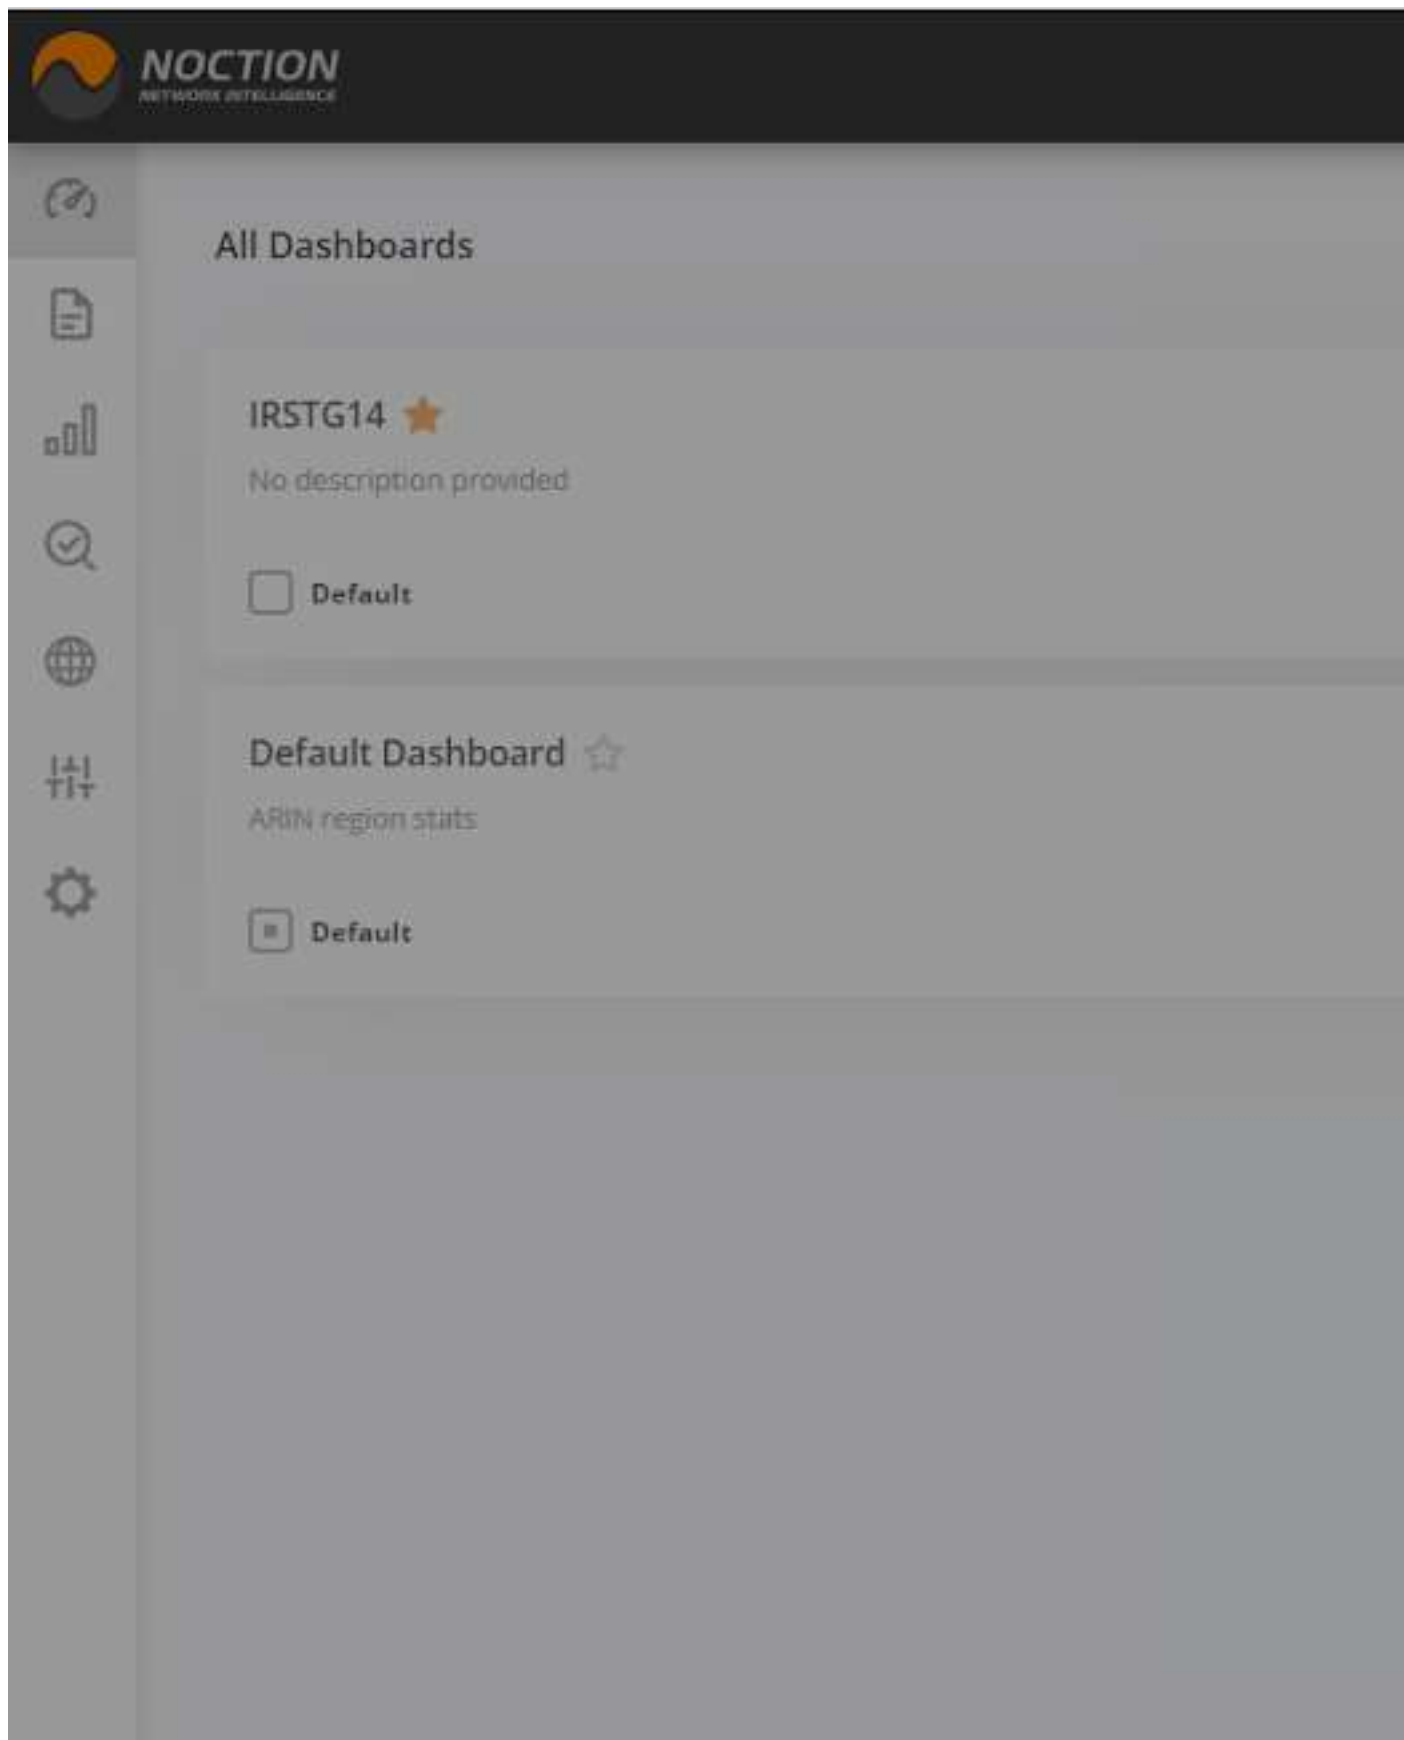 NOCTION
NETWORK INTELLIGENCE
All Dashboards
IRSTG14
No description provided
Default
Default Dashboard
ARIN region stats
Default